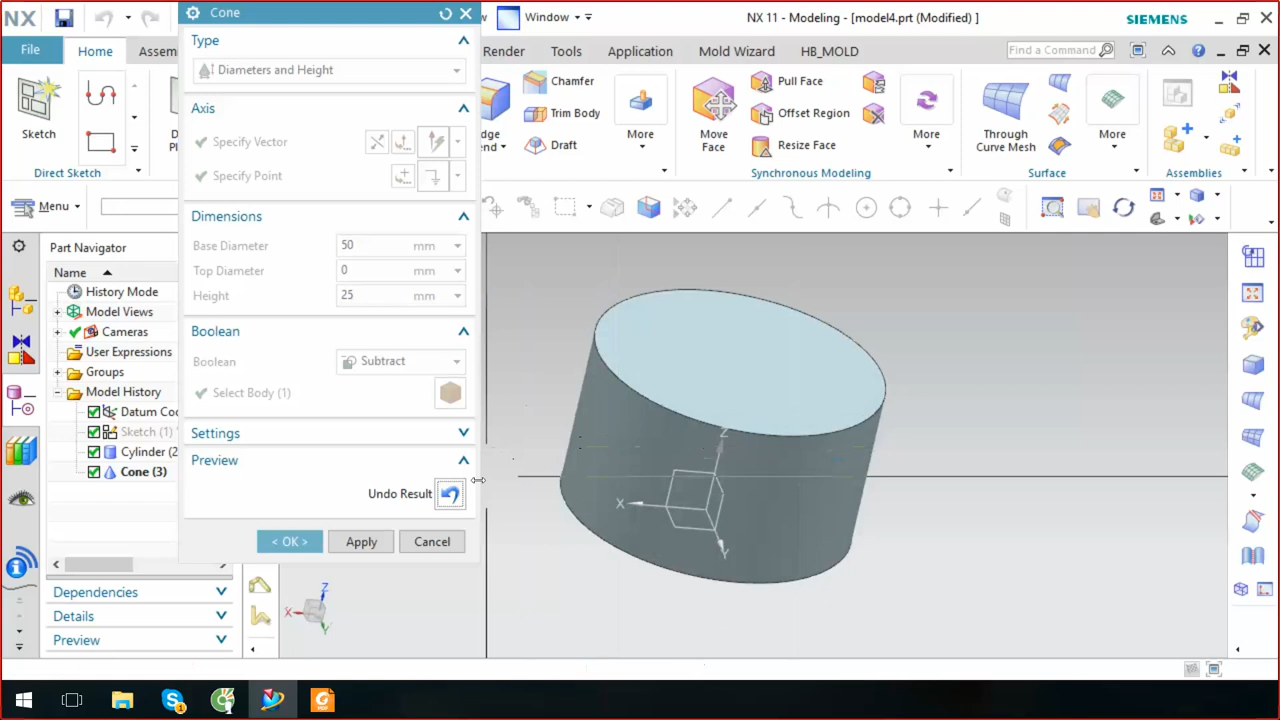 NX
Cone
Window
NX 11 - Modeling - [model4.prt (Modified) ]
SIEMENS
File
Home
Assem
Render
Tools
Application
Mold Wizard
HB_MOLD
Find a Command
Type
Diameters and Height
Axis
Specify Vector
Specify Point
Dimensions
Base Diameter
50
mm
Top Diameter
0
mm
Height
25
mm
Boolean
Boolean
Subtract
Select Body (1)
Settings
Preview
Undo Result
< OK >
Apply
Cancel
Sketch
Direct Sketch
Chamfer
Trim Body
Draft
More
Move
Face
Pull Face
Offset Region
Resize Face
More
Synchronous Modeling
Through
Curve Mesh
More
Surface
Assemblies
Menu
Part Navigator
Name
History Mode
Model Views
Cameras
User Expressions
Groups
Model History
Datum Coo
Sketch (1)
Cylinder (2
Cone (3)
Dependencies
Details
Preview
Z
X
Y
Z
X
Y